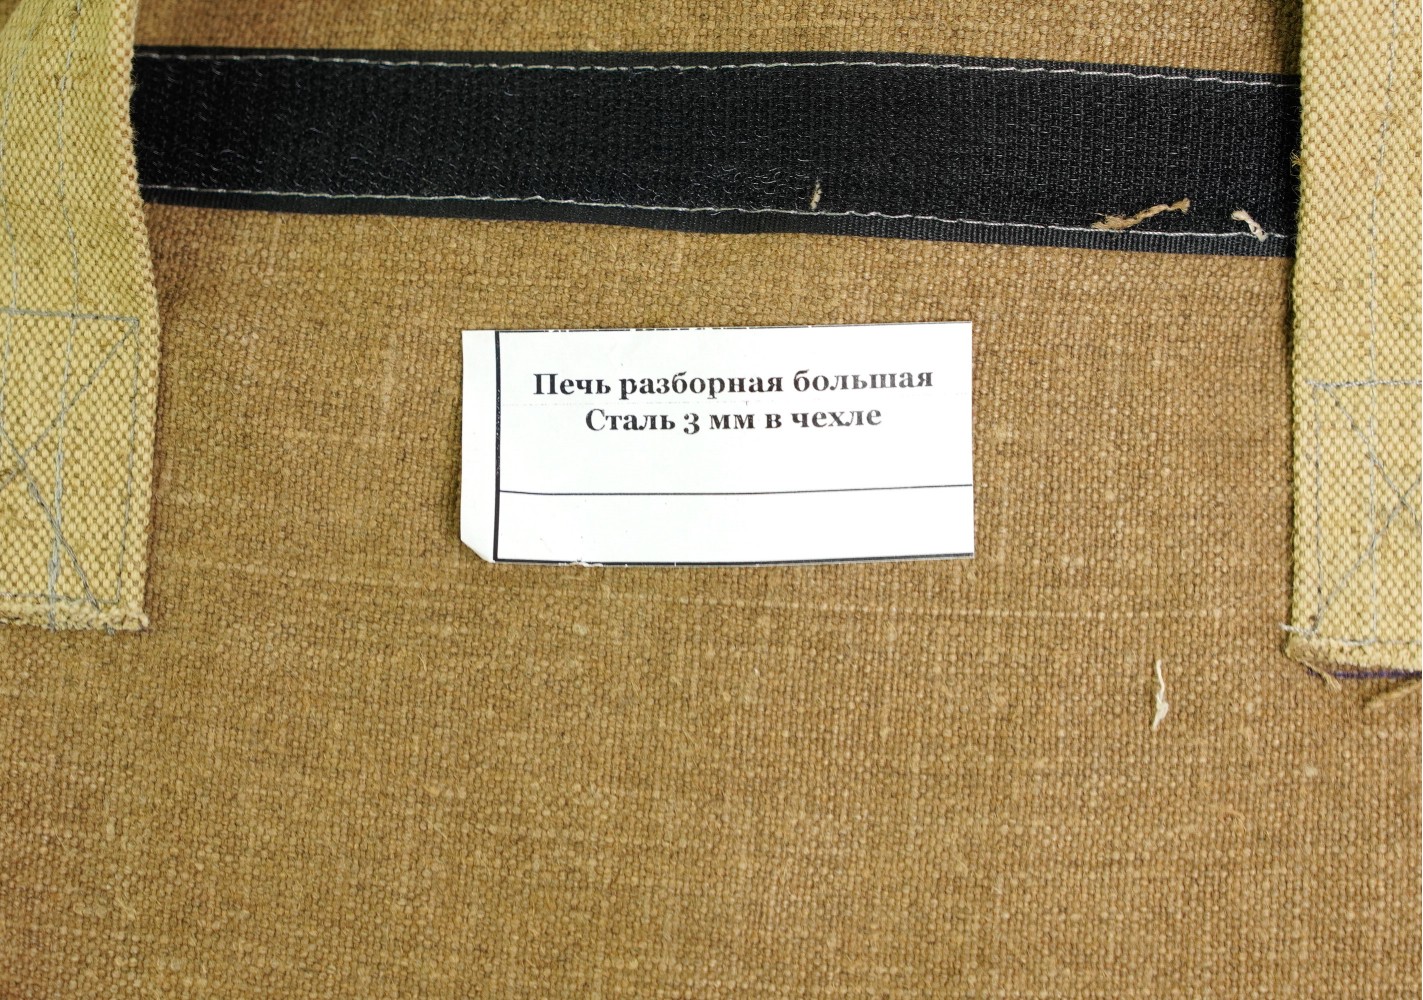 Печь разборная большая
Сталь 3 мм в чехле